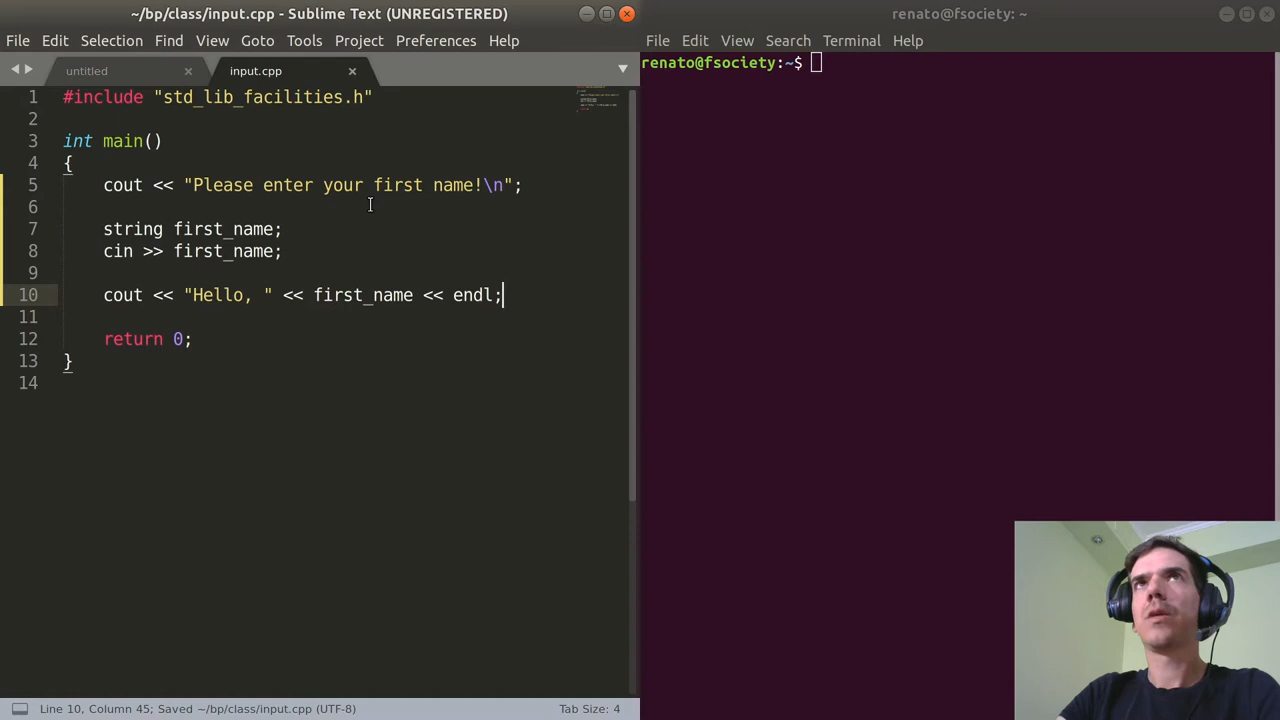 ~/bp/class/input.cpp - Sublime Text (UNREGISTERED)
File Edit Selection Find View Goto Tools Project Preferences Help
untitled input.cpp
1 #include "std_lib_facilities.h"
2
3 int main()
4 {
5 cout << "Please enter your first name!\n";
6
7 string first_name;
8 cin >> first_name;
9
10 cout << "Hello, " << first_name << endl;
11
12 return 0;
13 }
14
Line 10, Column 45; Saved ~/bp/class/input.cpp (UTF-8) Tab Size: 4
renato@fsociety: ~
File Edit View Search Terminal Help
renato@fsociety:~$